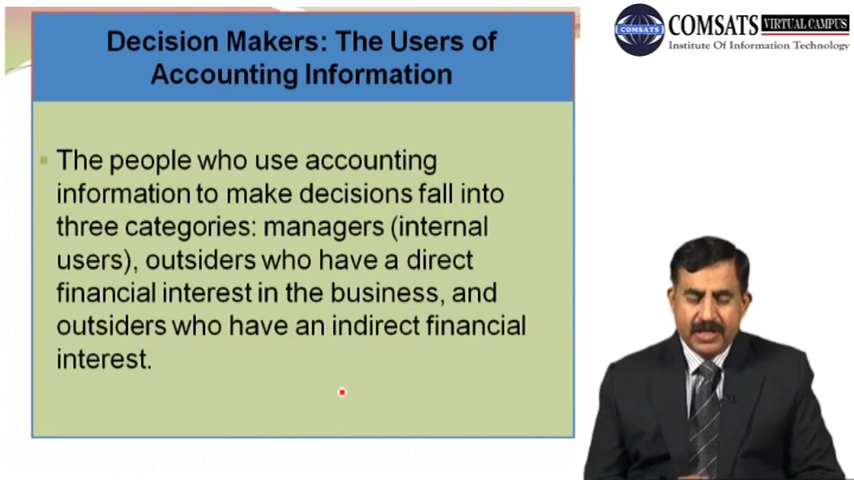 Decision Makers: The Users of
Accounting Information
The people who use accounting
information to make decisions fall into
three categories: managers (internal
users), outsiders who have a direct
financial interest in the business, and
outsiders who have an indirect financial
interest.
COMSATS
COMSATS VIRTUAL CAMPUS
Institute Of Information Technology